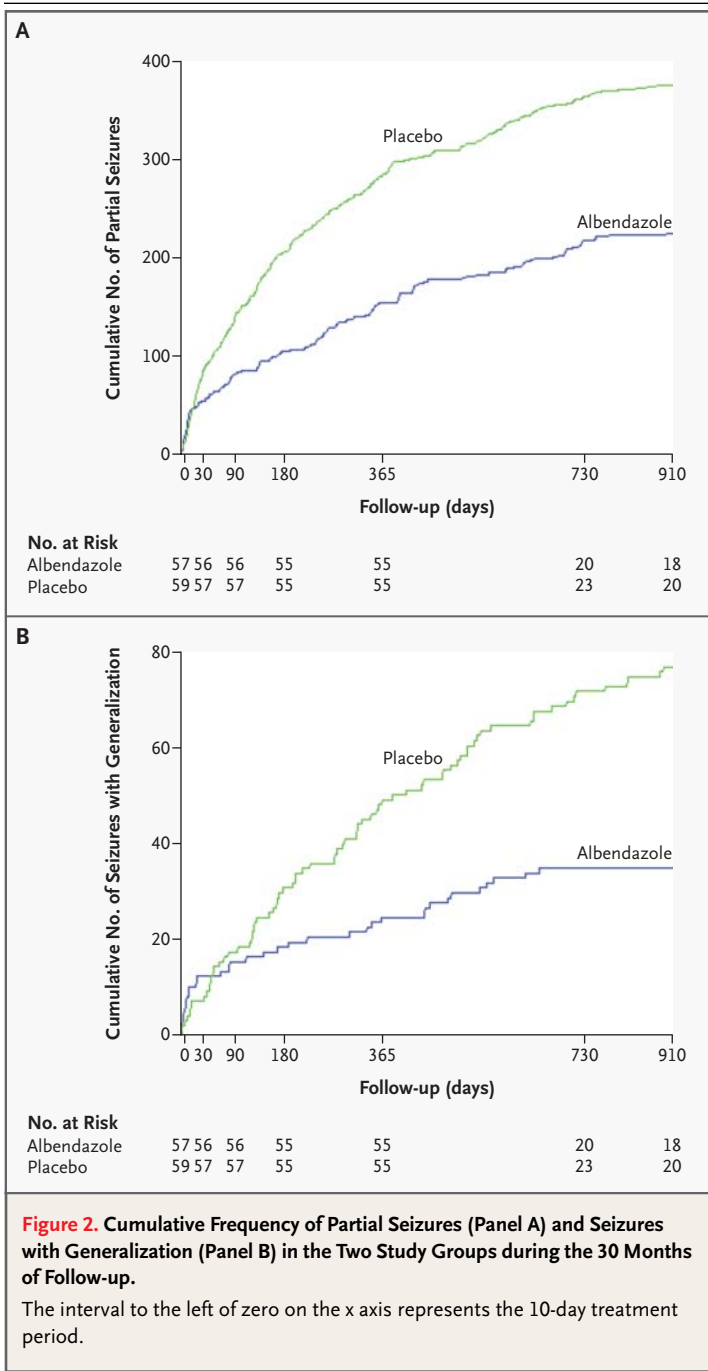 A
Cumulative No. of Partial Seizures
400
300
200
100
0
Placebo
Albendazole
0 30 90 180 365 730 910
Follow-up (days)
No. at Risk
Albendazole 57 56 56 55 55 20 18
Placebo 59 57 57 55 55 23 20
B
Cumulative No. of Seizures with Generalization
80
60
40
20
0
Placebo
Albendazole
0 30 90 180 365 730 910
Follow-up (days)
No. at Risk
Albendazole 57 56 56 55 55 20 18
Placebo 59 57 57 55 55 23 20
Figure 2. Cumulative Frequency of Partial Seizures (Panel A) and Seizures
with Generalization (Panel B) in the Two Study Groups during the 30 Months
of Follow-up.
The interval to the left of zero on the x axis represents the 10-day treatment
period.